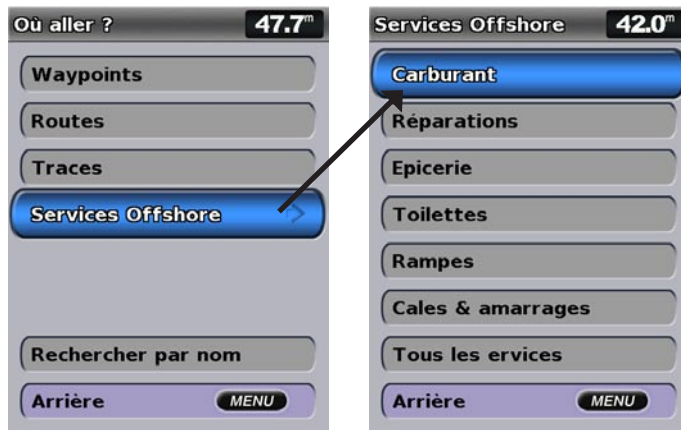 Où aller ?
47.7m
Waypoints
Routes
Traces
Services Offshore
Rechercher par nom
Arrière
MENU
Services Offshore
42.0m
Carburant
Réparations
Epicerie
Toilettes
Rampes
Cales & amarrages
Tous les ervices
Arrière
MENU